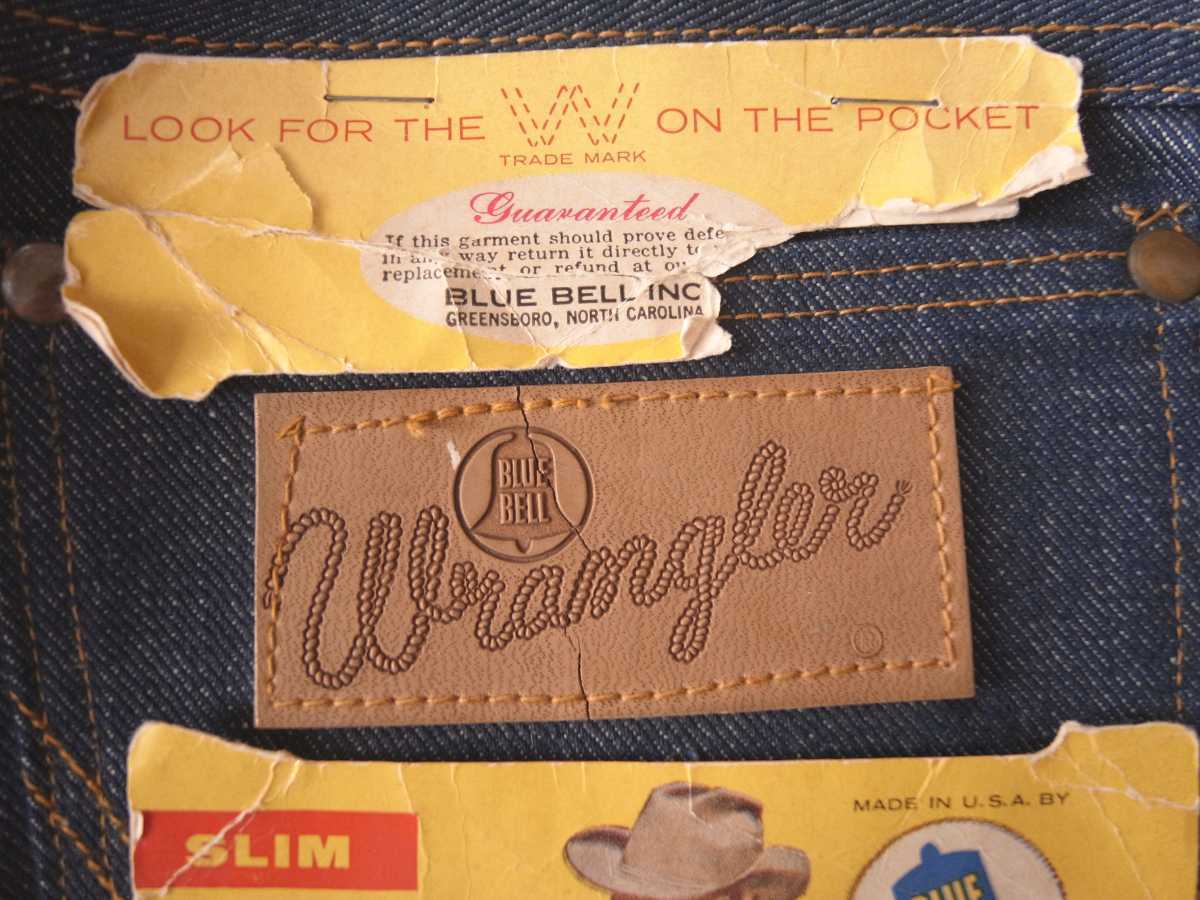 LOOK FOR THE W ON THE POCKET
TRADE MARK
Guaranteed
If this garment should prove defe
in any way return it directly to
replacement or refund at ou
BLUE BELL INC
GREENSBORO, NORTH CAROLINA
BLUE
BELL
Wrangler
SLIM
MADE IN U.S.A. BY
BLUE